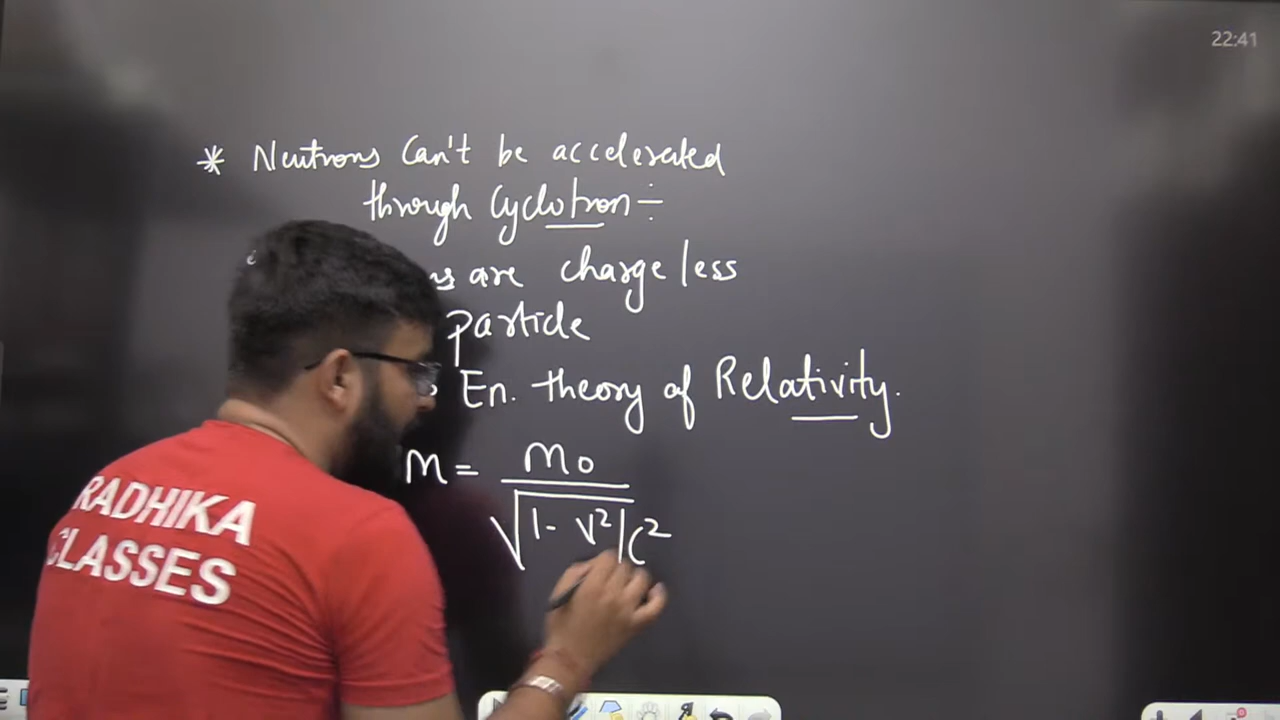 22:41
* Neutrons Can't be accelerated
through Cyclotron ÷
are chargeless
particle
En. theory of Relativity.
m = mo
√1- v²|c²
RADHIKA
CLASSES